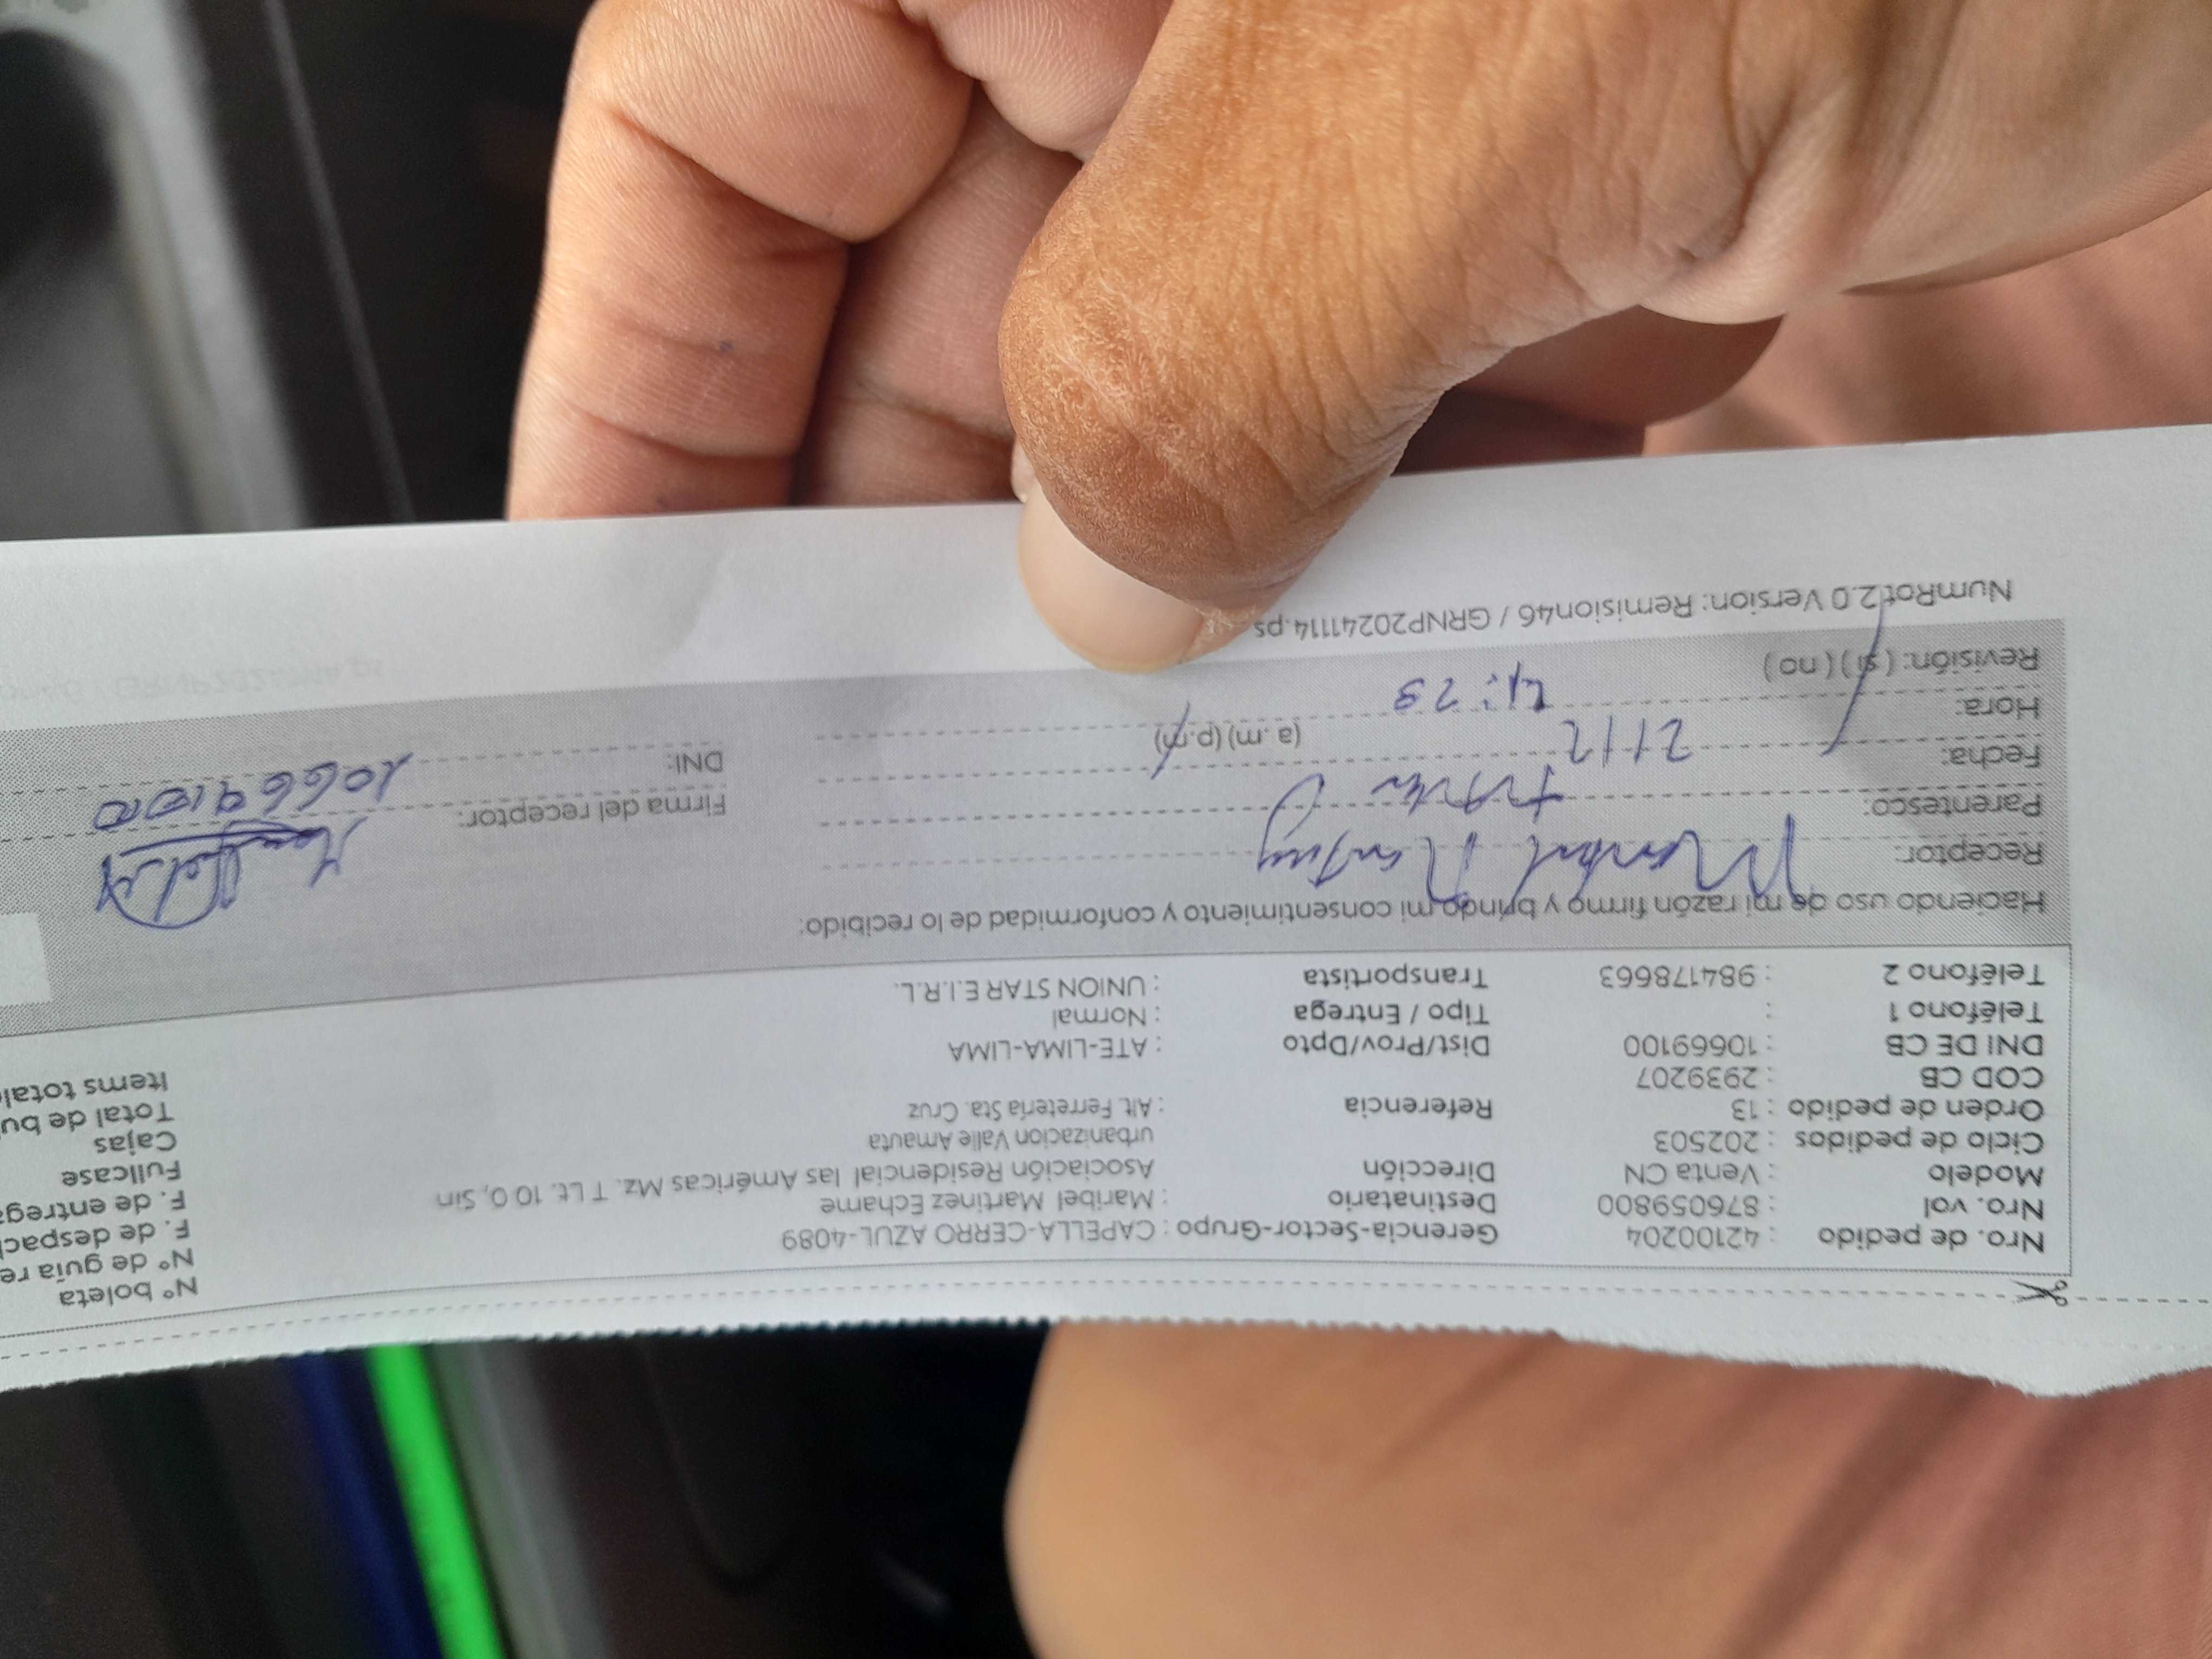 Nº boleta
Nro. de pedido : 42100204 Gerencia-Sector-Grupo : CAPELLA-CERRO AZUL-4089 Nº de guía re
Nro. vol : 876059800 Destinatario : Maribel Martinez Echame F. de despach
Modelo : Venta CN Dirección Asociación Residencial las Américas Mz. T Lt. 10 0, Sin F. de entrega
Ciclo de pedidos : 202503 urbanizacion Valle Amauta Fullcase
Orden de pedido : 13 Referencia : Alt. Ferreteria Sta. Cruz Cajas
COD CB : 2939207 Total de bu
DNI DE CB : 10669100 Dist/Prov/Dpto : ATE-LIMA-LIMA Items total
Teléfono 1 : Tipo / Entrega : Normal
Teléfono 2 : 984178663 Transportista : UNION STAR E.I.R.L.
Haciendo uso de mi razón firmo y brindo mi consentimiento y conformidad de lo recibido:
Receptor:
Parentesco: Firma del receptor:
Fecha: 21/12 DNI: 10669100
Hora: 4:23 (a.m) (p.m)
Revisión: (si) (no)
NumRot2.0 Version: Remision46 / GRNP20241114.ps